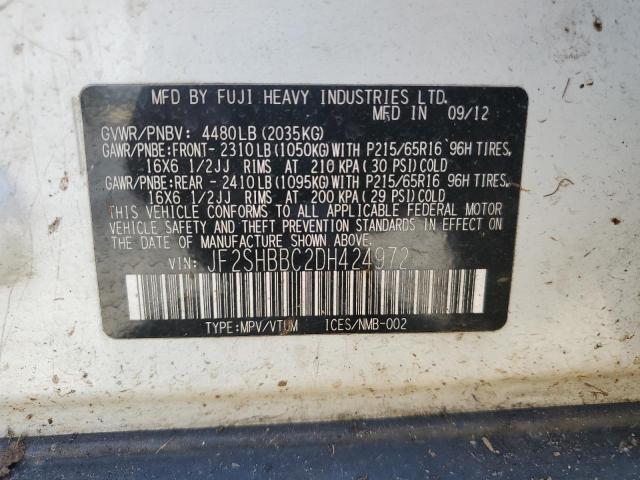 MFD BY FUJI HEAVY INDUSTRIES LTD.
MFD IN 09/12
GVWR/PNBV: 4480LB(2035KG)
GAWR/PNBE:FRONT- 2310LB(1050KG)WITH P215/65R16 96H TIRES,
16X6 1/2JJ RIMS AT 210 KPA(30 PSI)COLD
GAWR/PNBE:REAR - 2410LB(1095KG)WITH P215/65R16 96H TIRES,
16X6 1/2JJ RIMS AT 200 KPA(29 PSI)COLD
THIS VEHICLE CONFORMS TO ALL APPLICABLE FEDERAL MOTOR
VEHICLE SAFETY AND THEFT PREVENTION STANDARDS IN EFFECT
ON THE DATE OF MANUFACTURE SHOWN ABOVE.
VIN: JF2SHBBC2DH424972
TYPE:MPV/VTUM ICES/NMB-002